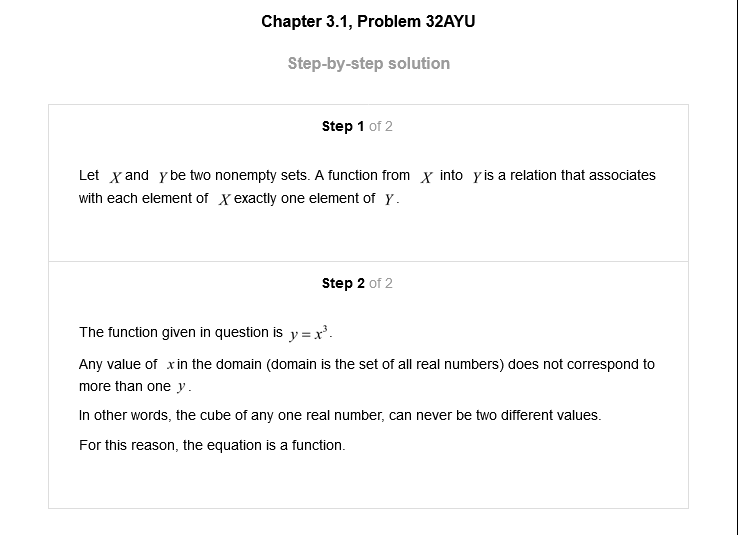 Chapter 3.1, Problem 32AYU
Step-by-step solution
Step 1 of 2
Let X and Y be two nonempty sets. A function from X into Y is a relation that associates
with each element of X exactly one element of Y.
Step 2 of 2
The function given in question is y = x³.
Any value of x in the domain (domain is the set of all real numbers) does not correspond to
more than one y.
In other words, the cube of any one real number, can never be two different values.
For this reason, the equation is a function.